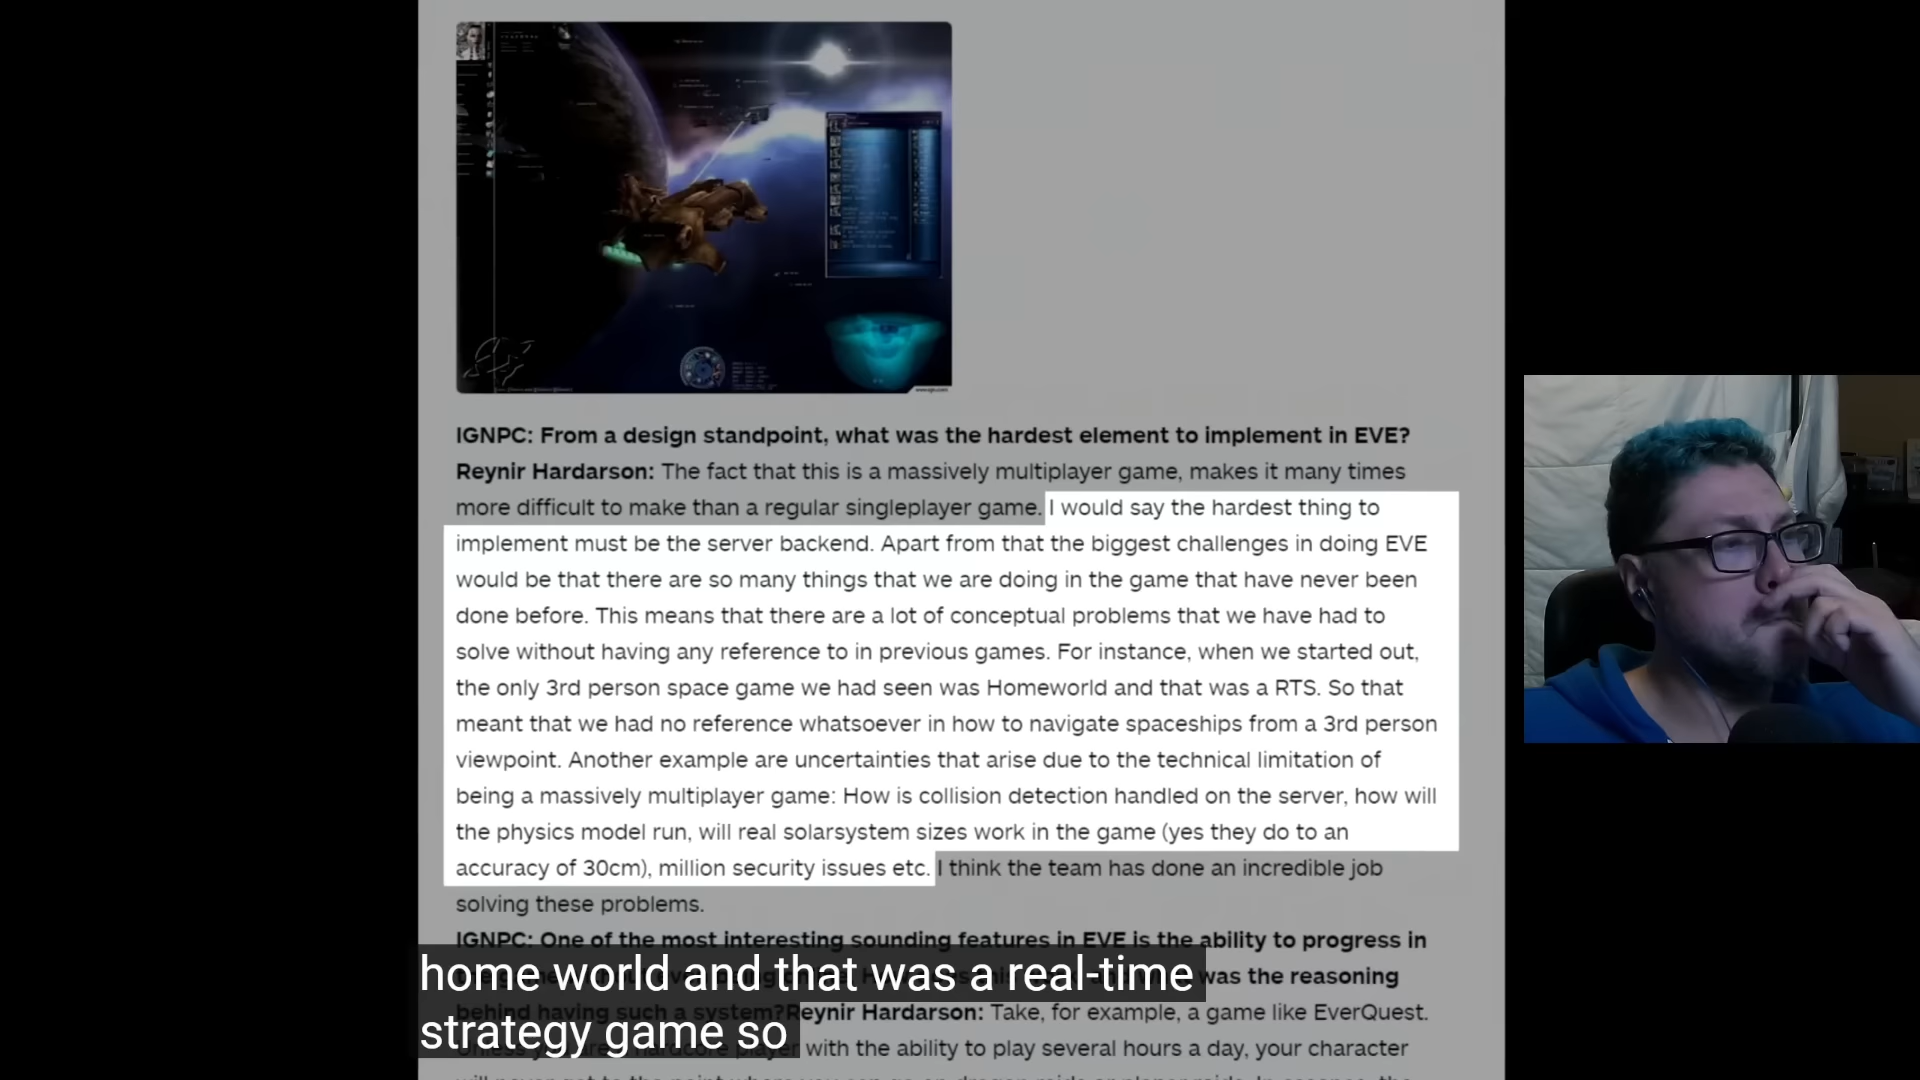 IGNPC: From a design standpoint, what was the hardest element to implement in EVE?
Reynir Hardarson: The fact that this is a massively multiplayer game, makes it many times
more difficult to make than a regular singleplayer game. I would say the hardest thing to
implement must be the server backend. Apart from that the biggest challenges in doing EVE
would be that there are so many things that we are doing in the game that have never been
done before. This means that there are a lot of conceptual problems that we have had to
solve without having any reference to in previous games. For instance, when we started out,
the only 3rd person space game we had seen was Homeworld and that was a RTS. So that
meant that we had no reference whatsoever in how to navigate spaceships from a 3rd person
viewpoint. Another example are uncertainties that arise due to the technical limitation of
being a massively multiplayer game: How is collision detection handled on the server, how will
the physics model run, will real solarsystem sizes work in the game (yes they do to an
accuracy of 30cm), million security issues etc. I think the team has done an incredible job
solving these problems.
IGNPC: One of the most interesting sounding features in EVE is the ability to progress in
was the reasoning
behind having such a system? Reynir Hardarson: Take, for example, a game like EverQuest.
with the ability to play several hours a day, your character
home world and that was a real-time
strategy game so